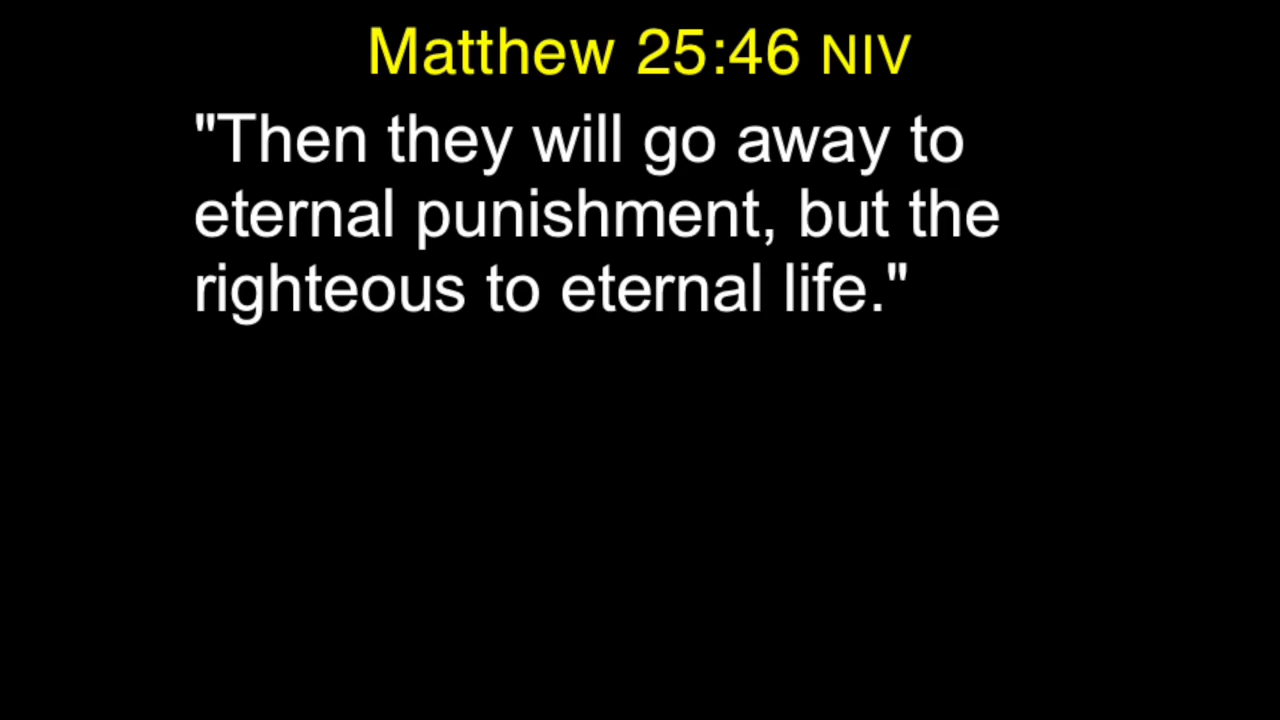 Matthew 25:46 NIV
"Then they will go away to
eternal punishment, but the
righteous to eternal life."